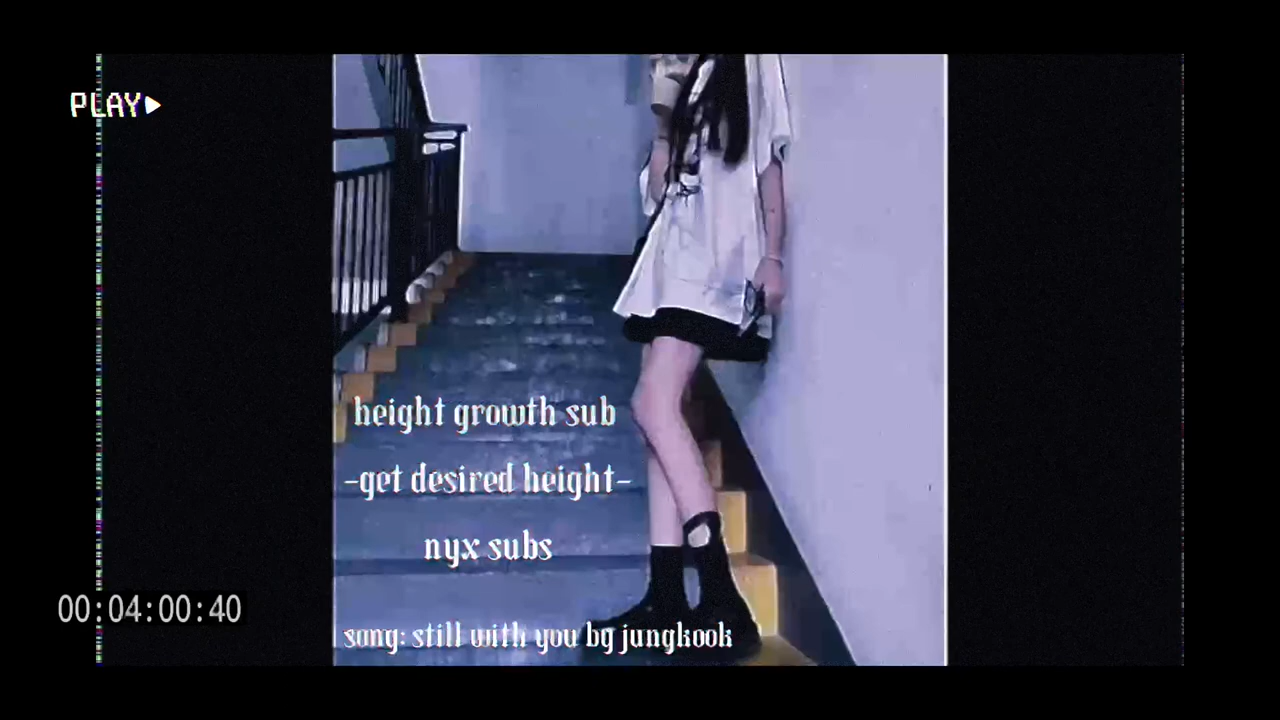 PLAY▶
height growth sub
-get desired height-
nyx subs
00:04:00:40
song: still with you by jungkook